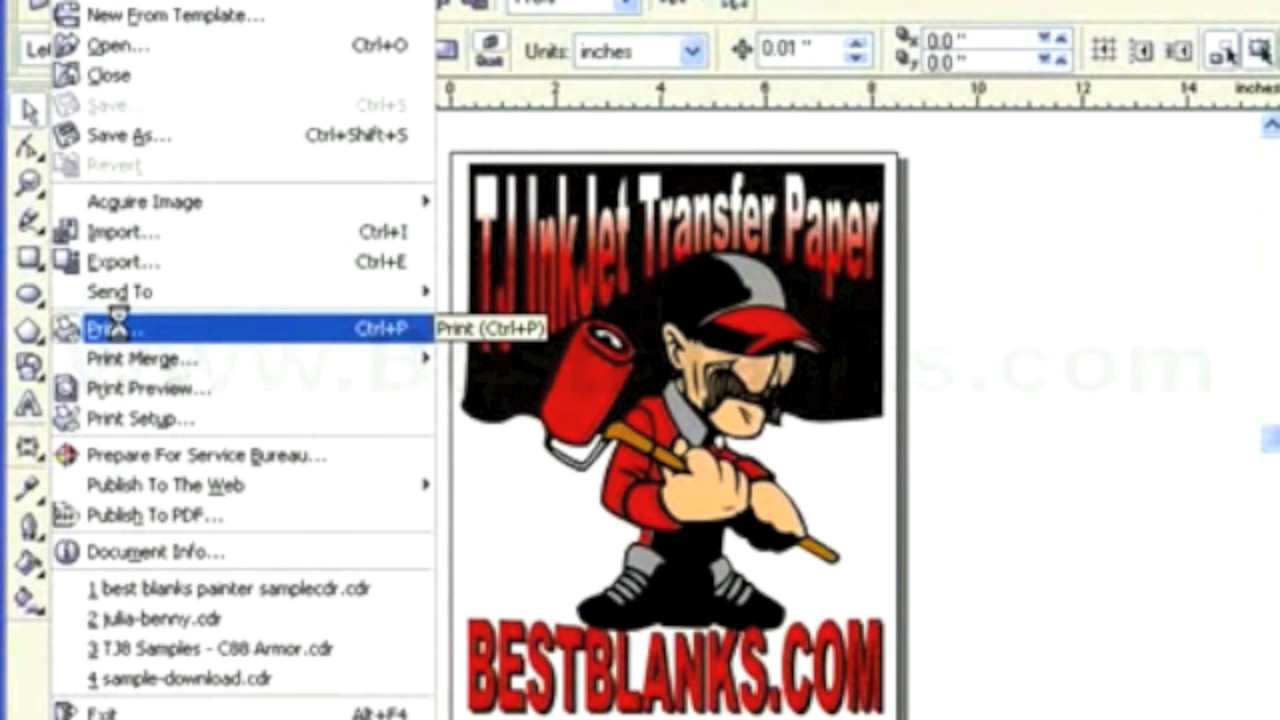 New From Template...
Open... Ctrl+O
Close
Save... Ctrl+S
Save As... Ctrl+Shift+S
Revert
Acquire Image
Import... Ctrl+I
Export... Ctrl+E
Send To
Print... Ctrl+P
Print (Ctrl+P)
Print Merge...
Print Preview...
Print Setup...
Prepare For Service Bureau...
Publish To The Web
Publish To PDF...
Document Info...
1 best blanks painter samplecdr.cdr
2 julia-benny.cdr
3 TJ8 Samples - C88 Armor.cdr
4 sample-download.cdr
Exit Alt+F4
Units: inches
0.01 "
x 0.0 "
y 0.0 "
0 2 4 6 8 10 12 14 inches
TJ InkJet Transfer Paper
BESTBLANKS.COM